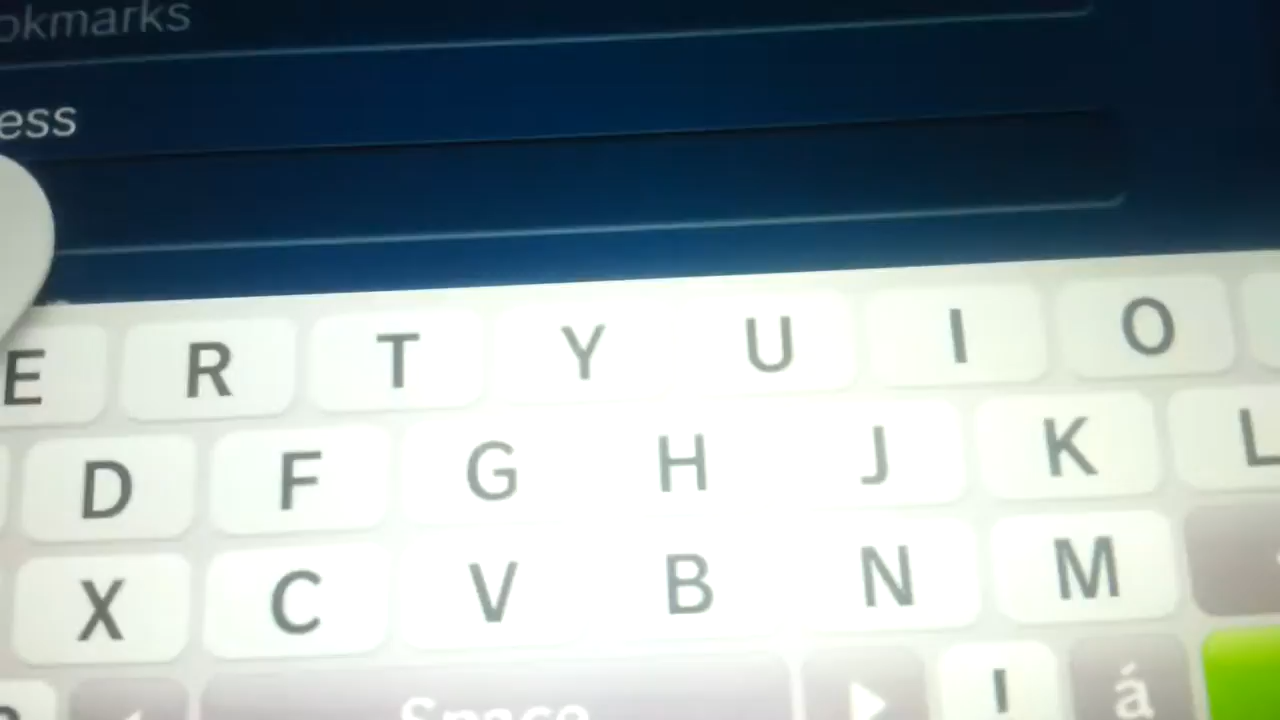 okmarks
ess
E R T Y U I O
D F G H J K L
X C V B N M
Space á